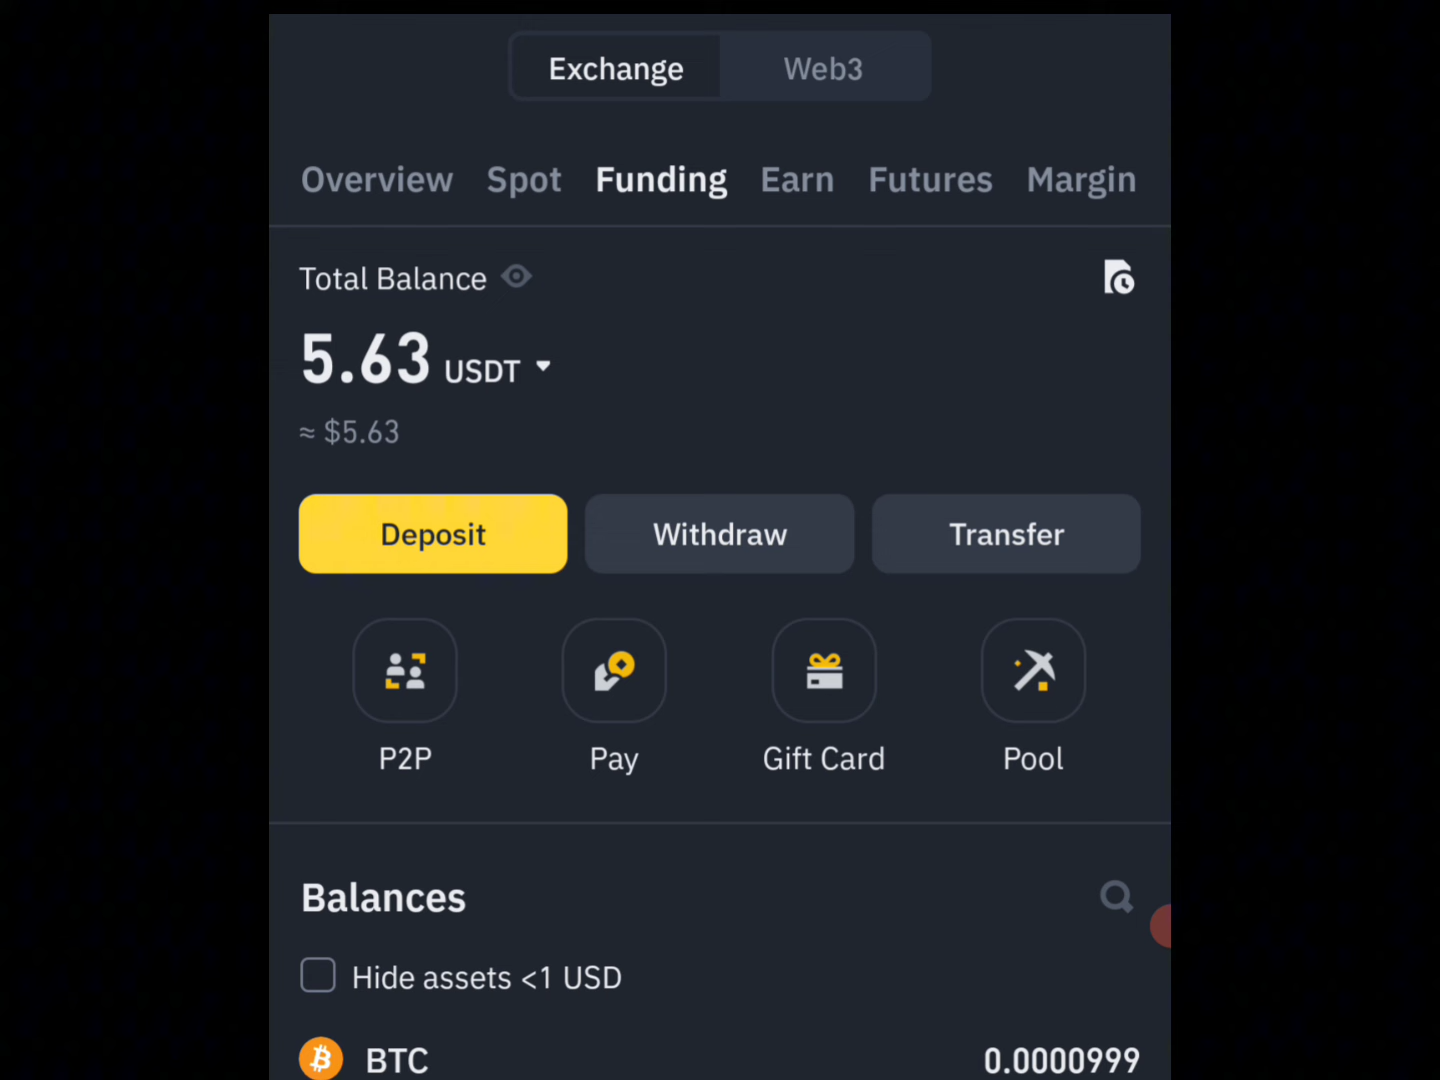 Exchange Web3
Overview Spot Funding Earn Futures Margin
Total Balance
5.63 USDT
≈ $5.63
Deposit Withdraw Transfer
P2P Pay Gift Card Pool
Balances
Hide assets <1 USD
BTC 0.0000999